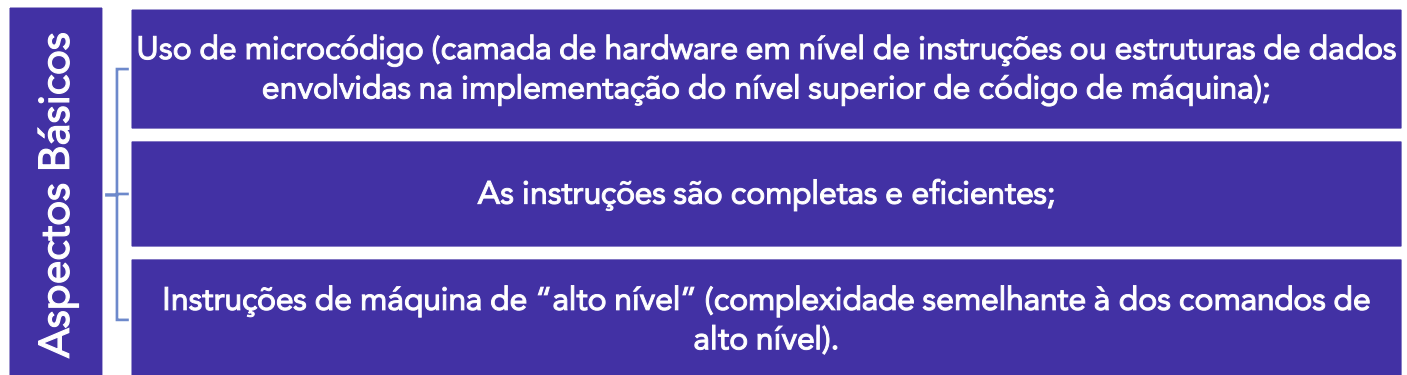 Aspectos Básicos
Uso de microcódigo (camada de hardware em nível de instruções ou estruturas de dados
envolvidas na implementação do nível superior de código de máquina);
As instruções são completas e eficientes;
Instruções de máquina de “alto nível” (complexidade semelhante à dos comandos de
alto nível).